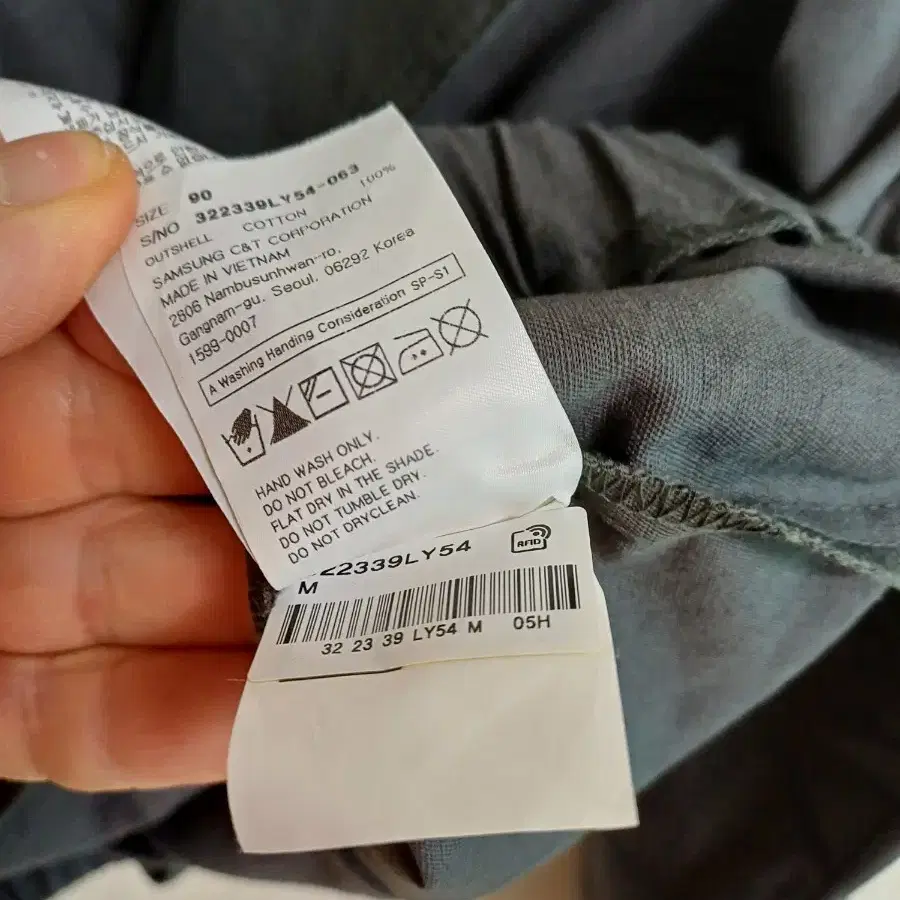 SIZE 90
S/NO 322339LY54-063
OUTSHELL COTTON 100%
SAMSUNG C&T CORPORATION
MADE IN VIETNAM
2806 Nambusunhwan-ro,
Gangnam-gu, Seoul, 06292 Korea
1599-0007
A Washing Handing Consideration SP-S1
HAND WASH ONLY.
DO NOT BLEACH.
FLAT DRY IN THE SHADE.
DO NOT TUMBLE DRY.
DO NOT DRYCLEAN.
22339LY54
RFID
M
32 23 39 LY54 M 05H